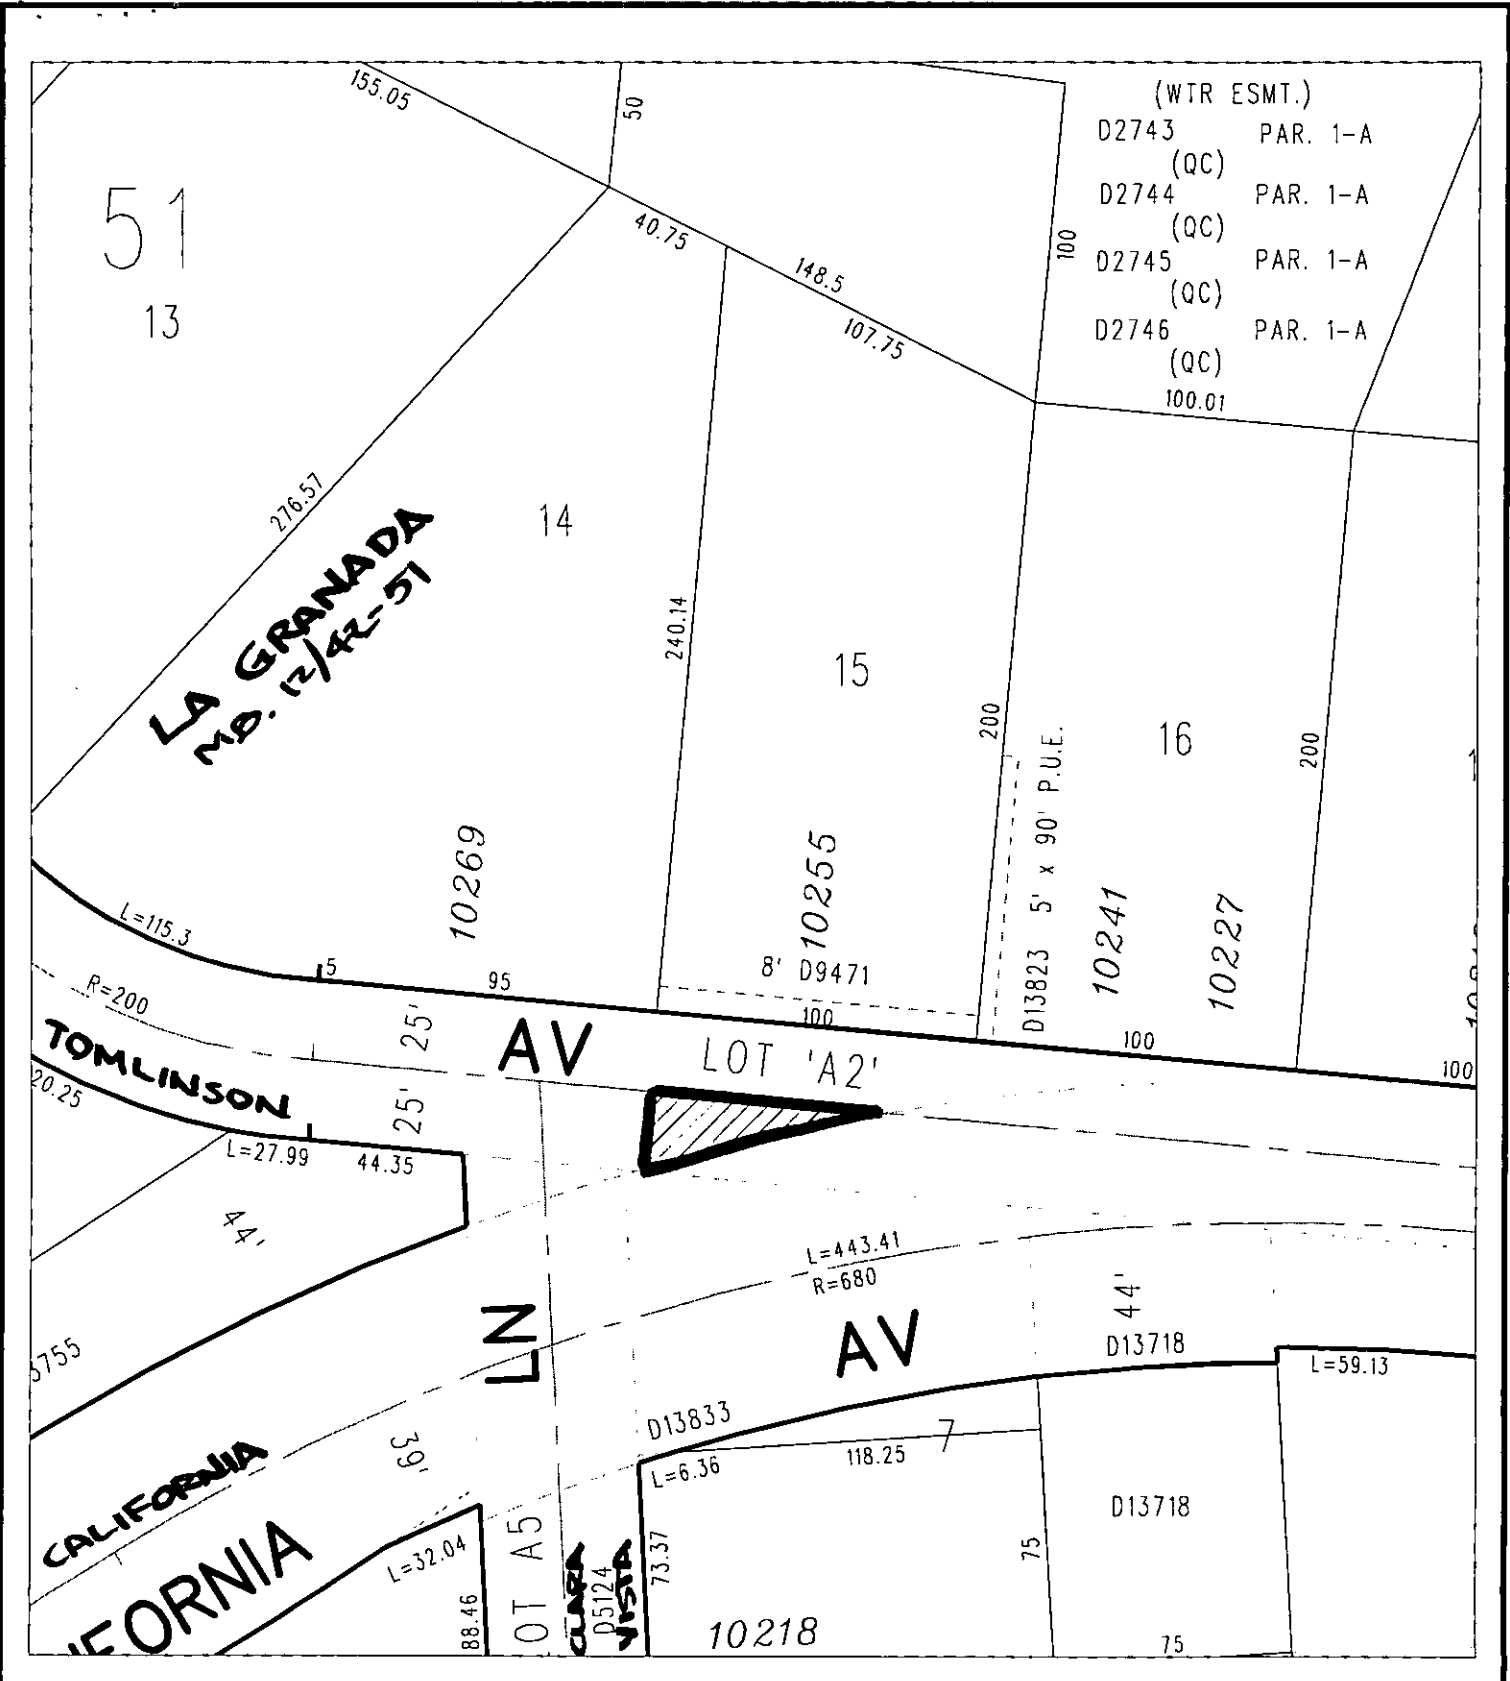 155.05
50
(WTR ESMT.)
D2743 PAR. 1-A
(QC)
D2744 PAR. 1-A
(QC)
D2745 PAR. 1-A
(QC)
D2746 PAR. 1-A
(QC)
51
13
40.75
148.5
107.75
100
100.01
276.57
14
LA GRANADA
MB. 12/42-51
240.14
15
200
16
200
D13823 5' x 90' P.U.E.
10269
10255
10241
10227
L=115.3
5
95
8' D9471
100
100
100
R=200
25'
AV
LOT 'A2'
TOMLINSON
20.25
25'
L=27.99
44.35
44'
L=443.41
R=680
44'
LN
AV
D13718
L=59.13
3755
D13833
7
39'
L=6.36
118.25
CALIFORNIA
D13718
IFORNIA
L=32.04
88.46
LOT A5
CLARA
D5124
VISTA
73.37
75
10218
75